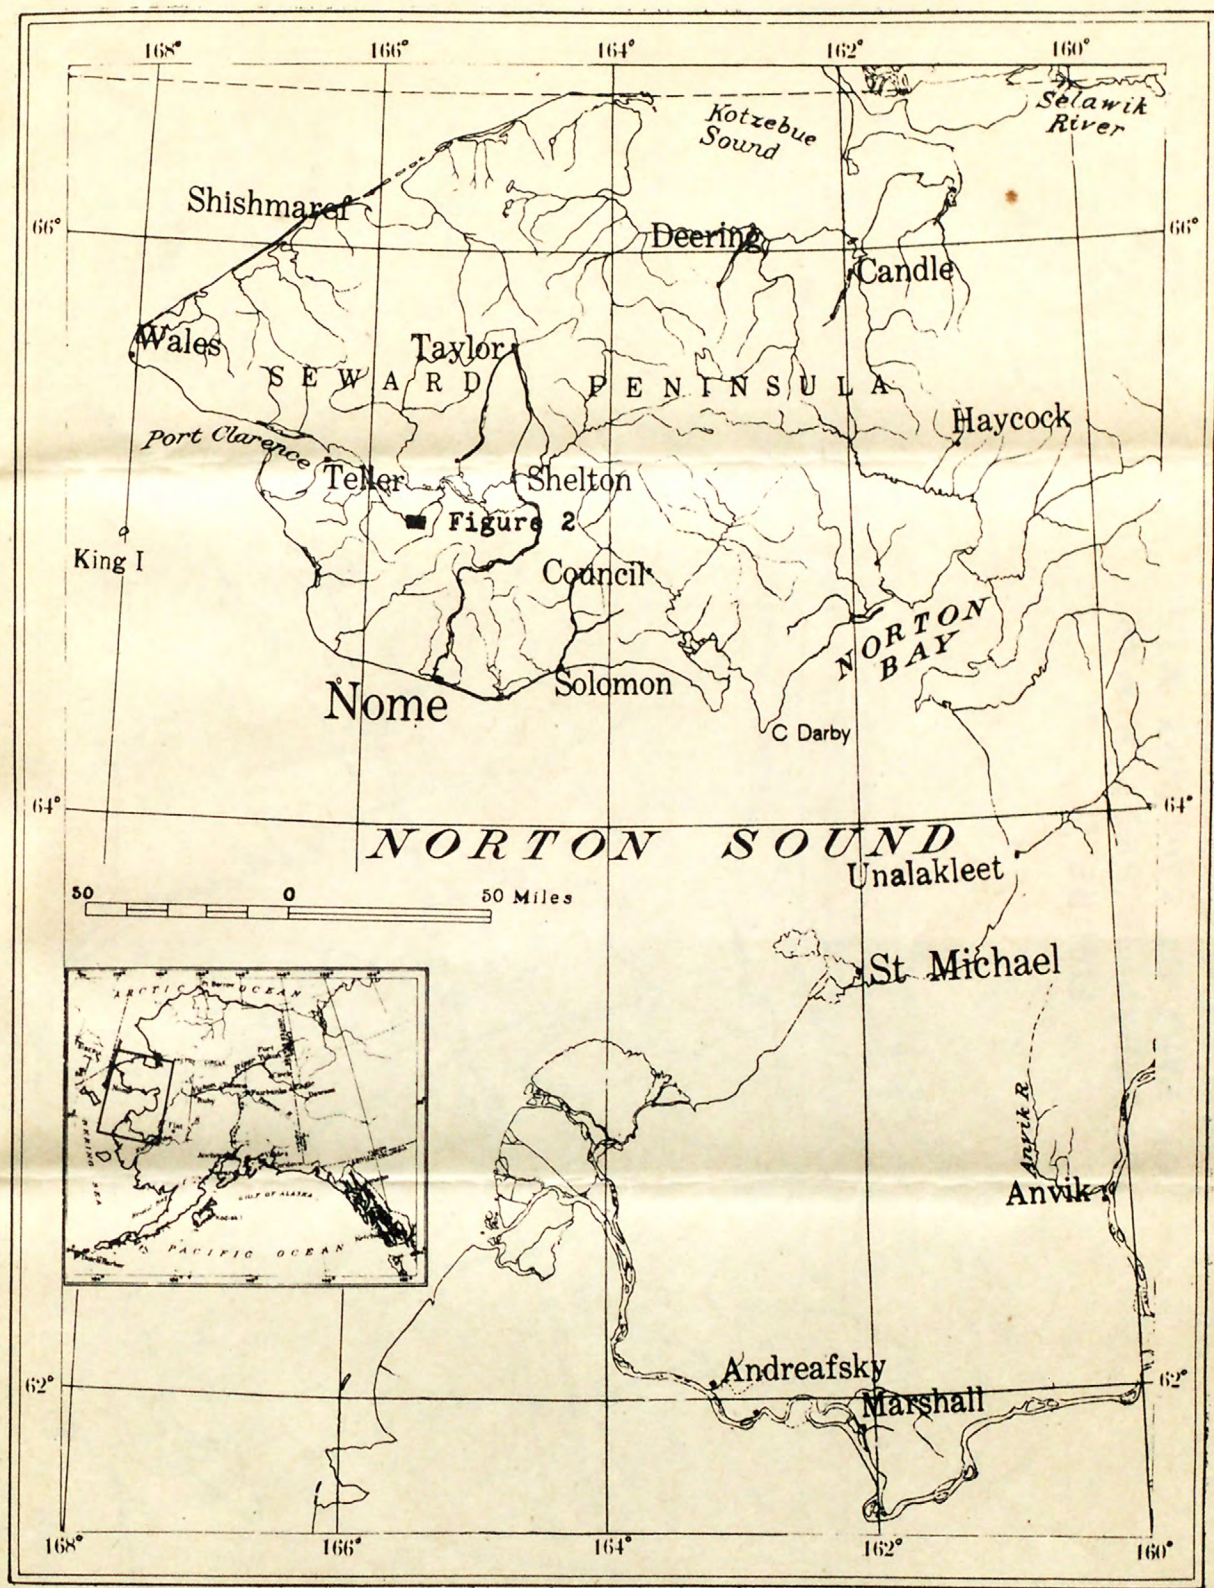 168° 166° 164° 162° 160°
Kotzebue
Sound
Selawik
River
Shishmaref
66° 66°
Deering
Candle
Wales
Taylor
SEWARD PENINSULA
Haycock
Port Clarence
Teller
Shelton
Figure 2
King I
Council
NORTON
BAY
Solomon
Nome
C Darby
64° 64°
NORTON SOUND
Unalakleet
50 0 50 Miles
St Michael
ARCTIC OCEAN
BERING SEA
GULF OF ALASKA
PACIFIC OCEAN
Anvik R
Anvik
Andreafsky
62° 62°
Marshall
168° 166° 164° 162° 160°